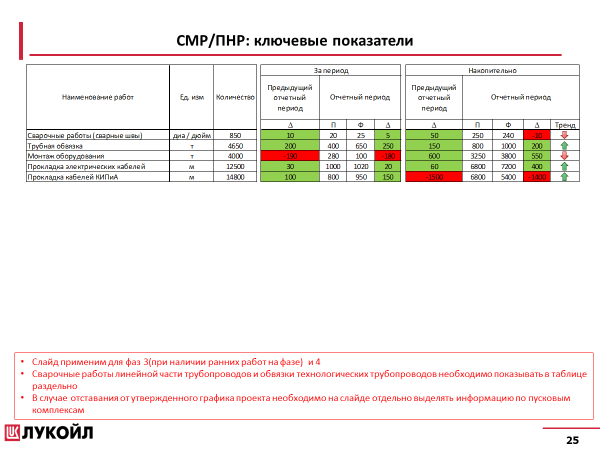 СМР/ПНР: ключевые показатели
За период Накопительно
Наименование работ Ед. изм Количество Предыдущий отчетный период Отчетный период Предыдущий отчетный период Отчетный период
Δ П Ф Δ Δ П Ф Δ Тренд
Сварочные работы (сварные швы) диа / дюйм 850 10 20 25 5 50 250 240 -10
Трубная обвязка т 4650 200 400 650 250 150 800 1000 200
Монтаж оборудования т 4000 -190 280 100 -180 600 3250 3800 550
Прокладка электрических кабелей м 12500 30 1000 1020 20 60 6800 7200 400
Прокладка кабелей КИПиА м 14800 100 800 950 150 -1500 6800 5400 -1400
• Слайд применим для фаз 3(при наличии ранних работ на фазе) и 4
• Сварочные работы линейной части трубопроводов и обвязки технологических трубопроводов необходимо показывать в таблице
раздельно
• В случае отставания от утвержденного графика проекта необходимо на слайде отдельно выделять информацию по пусковым
комплексам
ЛУКОЙЛ
25